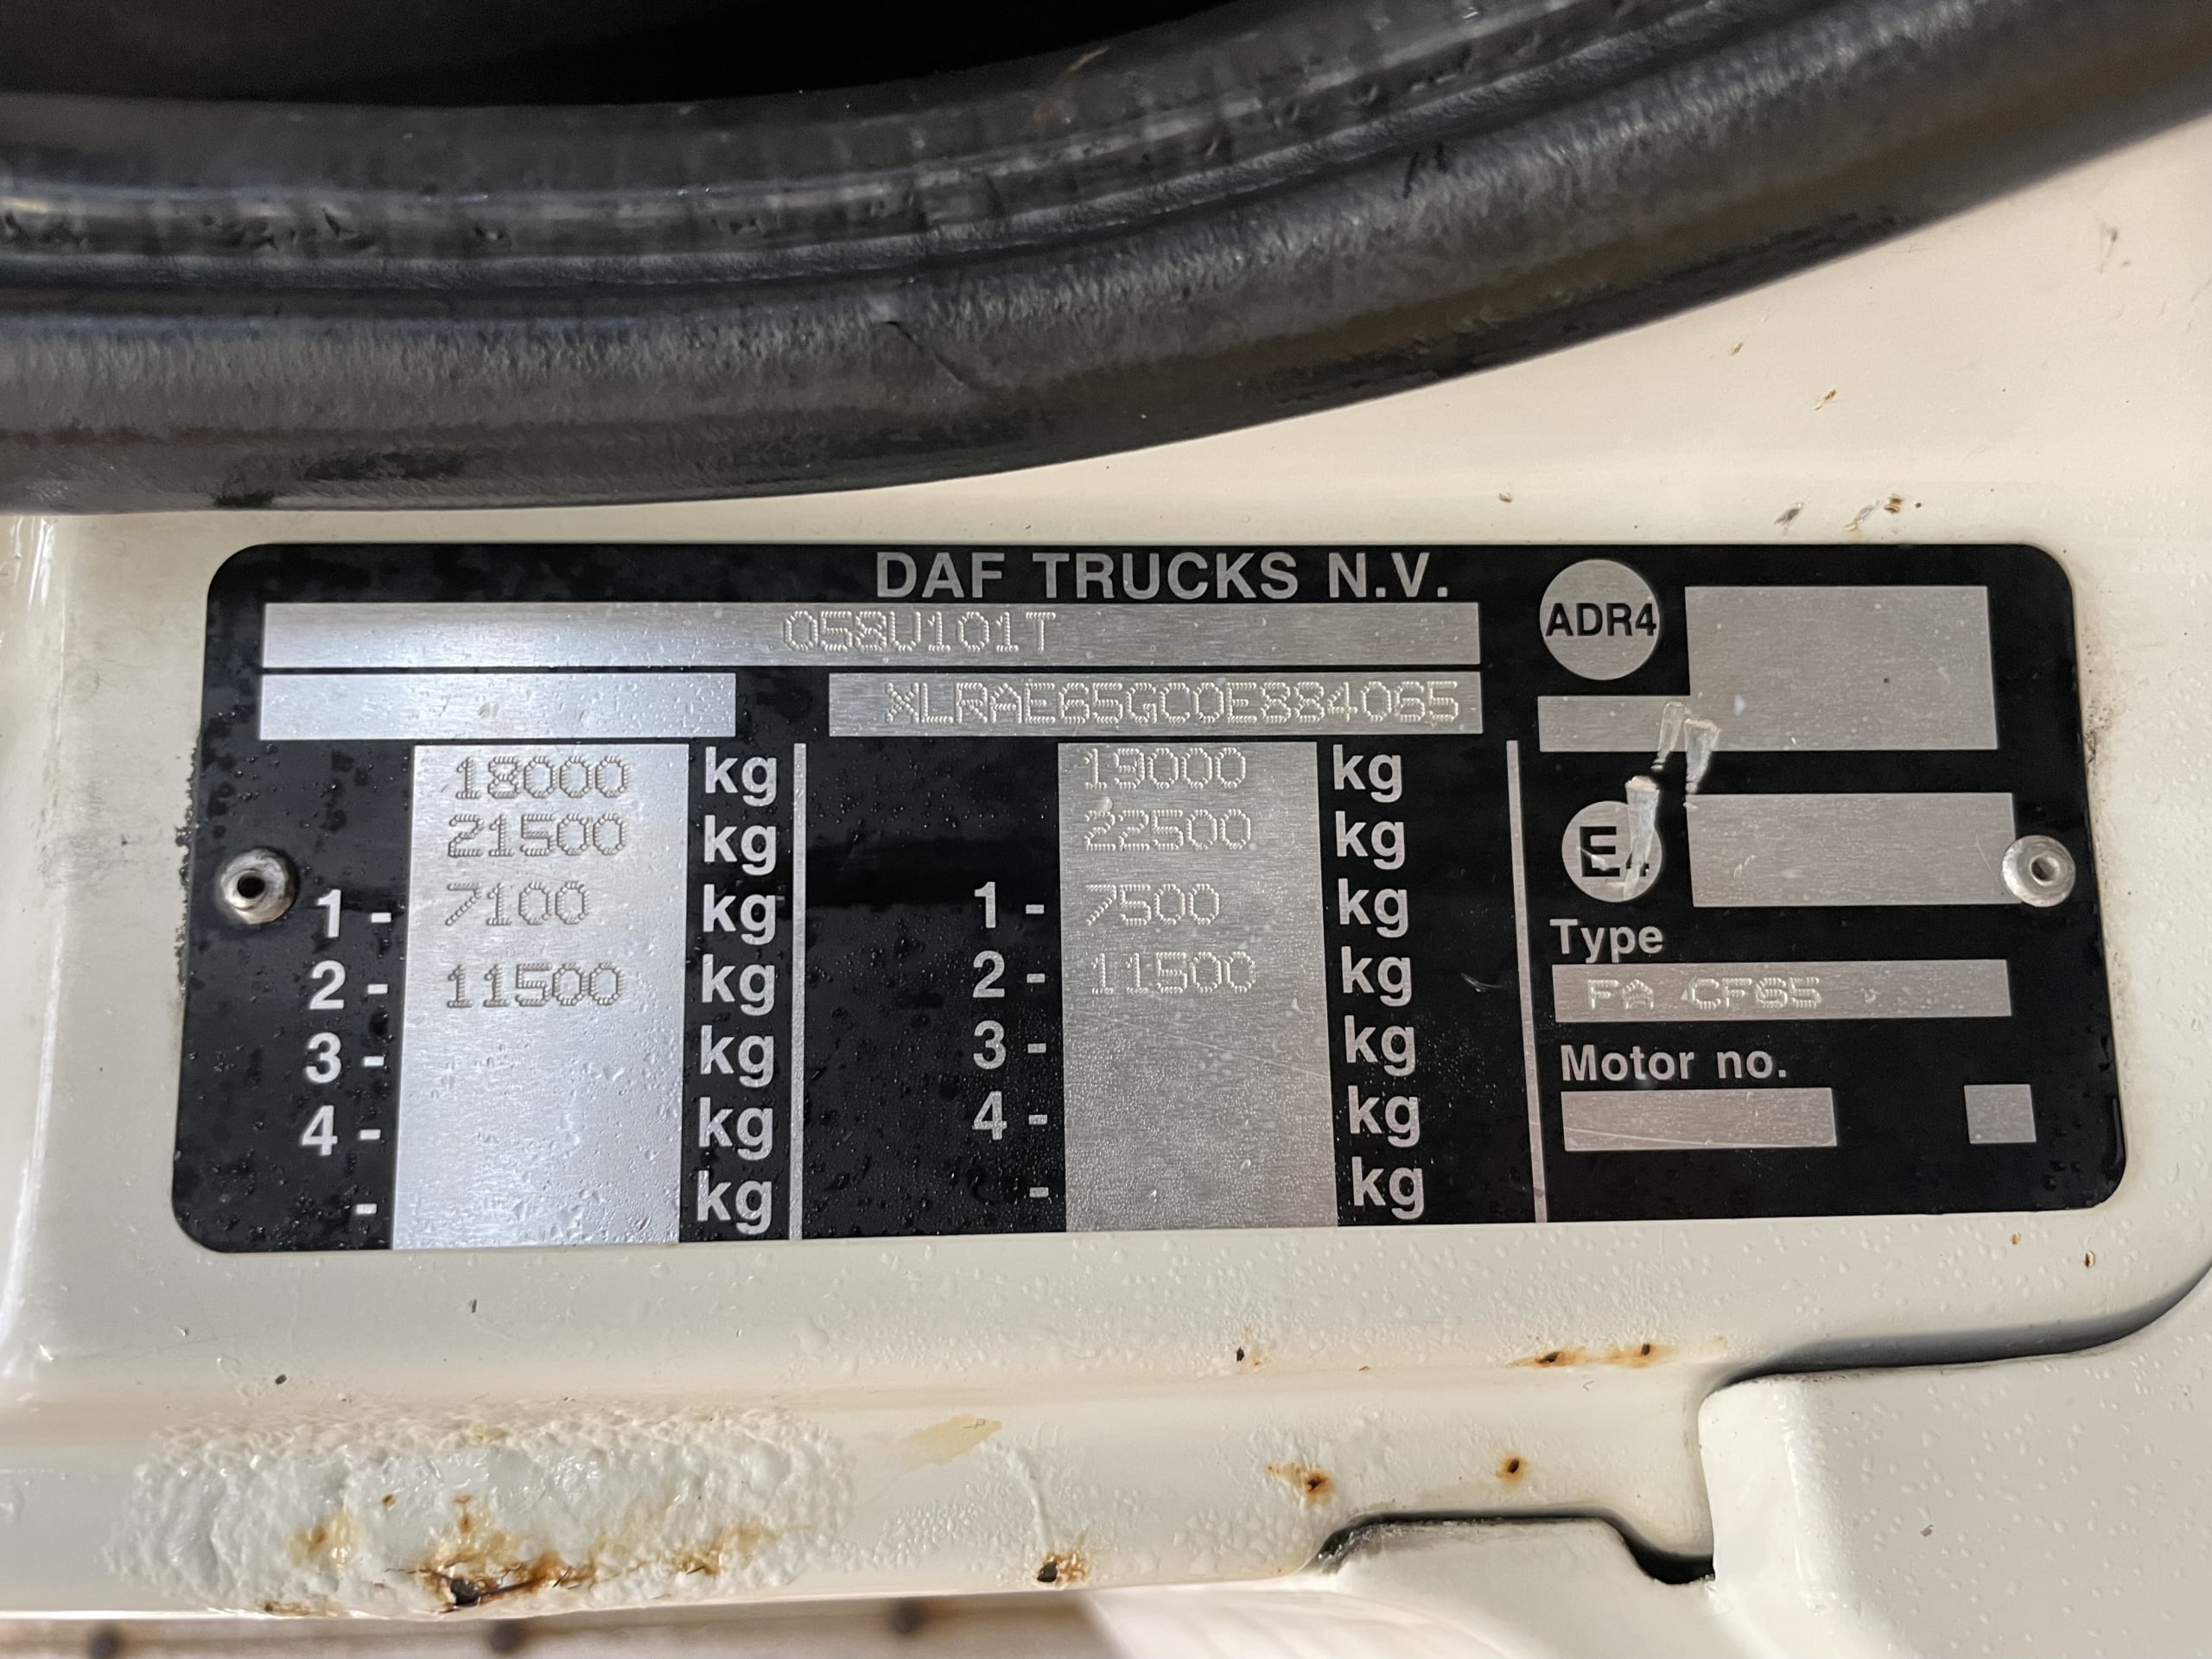 DAF TRUCKS N.V.
058U101T
XLRAE65GC0E884065
18000 kg
21500 kg
1 - 7100 kg
2 - 11500 kg
3 - kg
4 - kg
- kg
19000 kg
22500 kg
1 - 7500 kg
2 - 11500 kg
3 - kg
4 - kg
- kg
ADR4
E4
Type
FA CF65
Motor no.